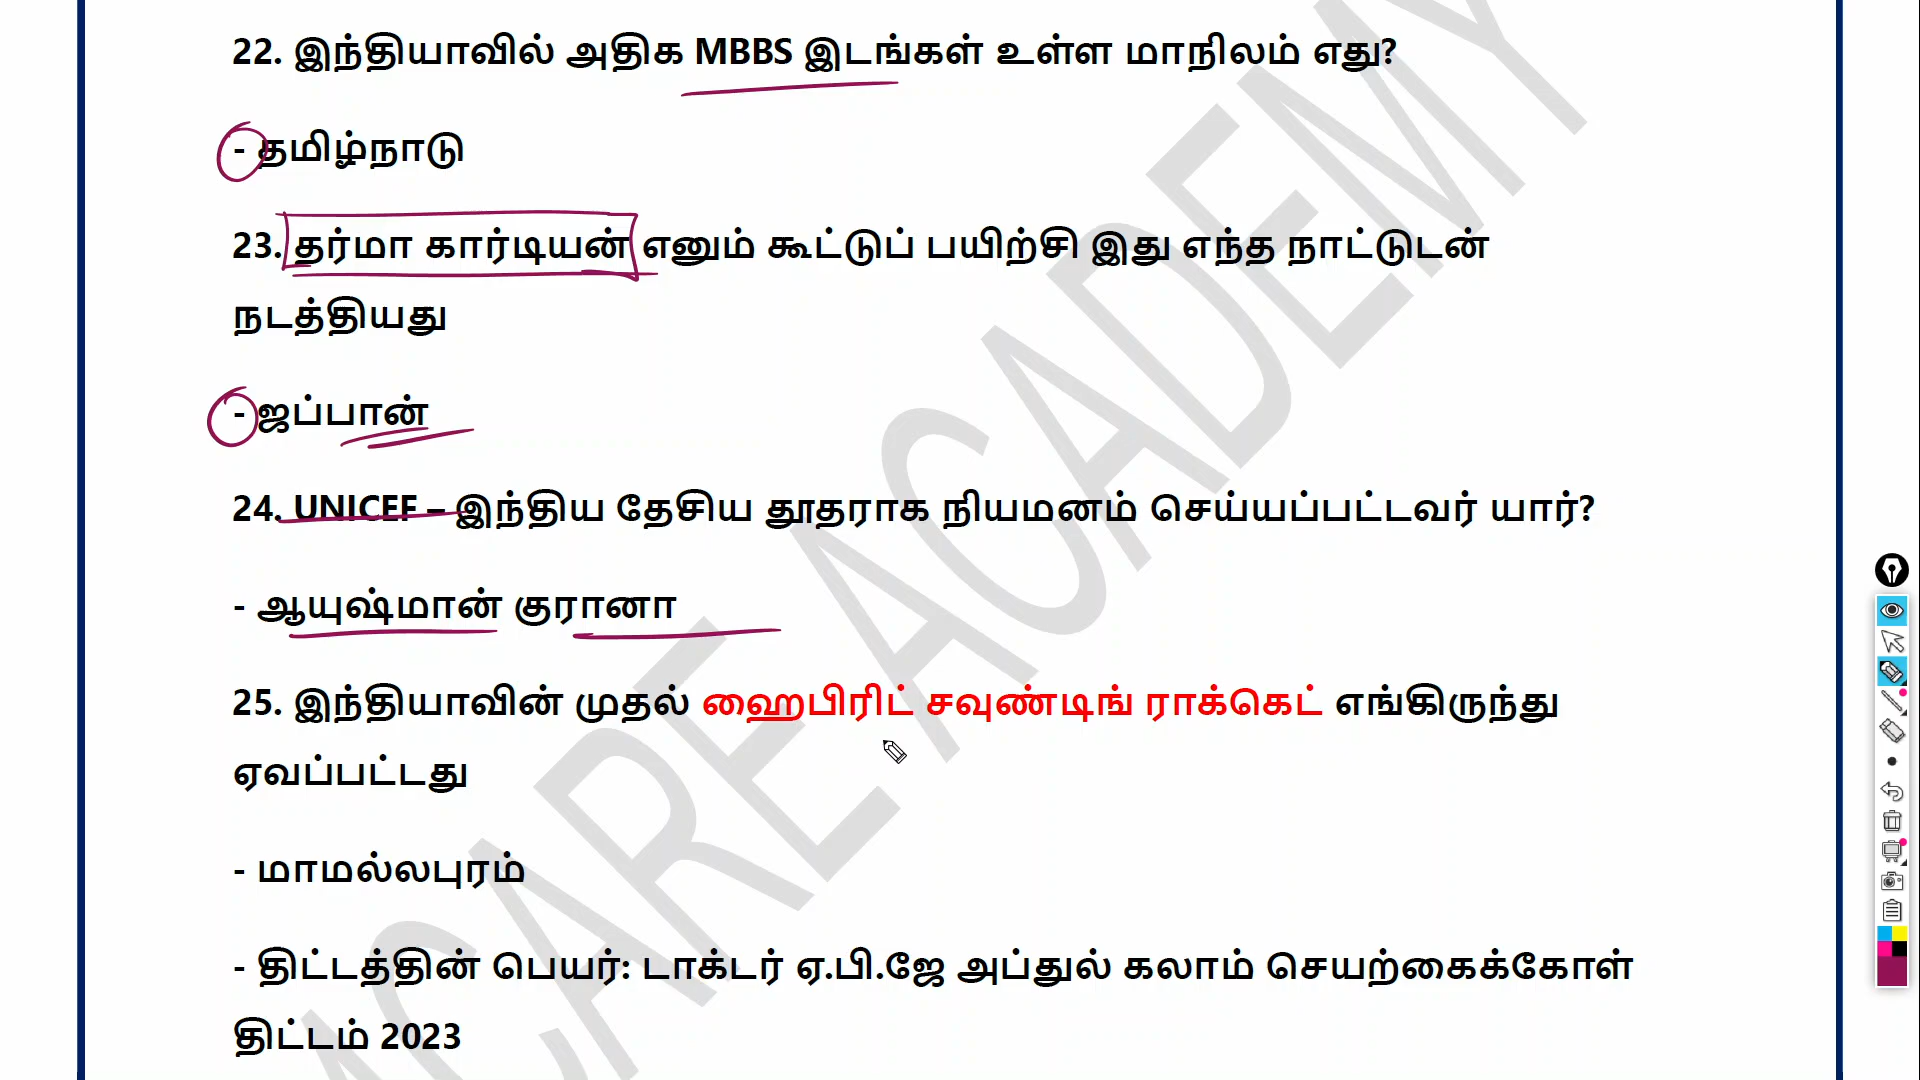 22. இந்தியாவில் அதிக MBBS இடங்கள் உள்ள மாநிலம் எது?
- தமிழ்நாடு
23. தர்மா கார்டியன் எனும் கூட்டுப் பயிற்சி இது எந்த நாட்டுடன்
நடத்தியது
- ஜப்பான்
24. UNICEF – இந்திய தேசிய தூதராக நியமனம் செய்யப்பட்டவர் யார்?
- ஆயுஷ்மான் குரானா
25. இந்தியாவின் முதல் ஹைபிரிட் சவுண்டிங் ராக்கெட் எங்கிருந்து
ஏவப்பட்டது
- மாமல்லபுரம்
- திட்டத்தின் பெயர்: டாக்டர் ஏ.பி.ஜே அப்துல் கலாம் செயற்கைக்கோள்
திட்டம் 2023
CARE ACADEMY